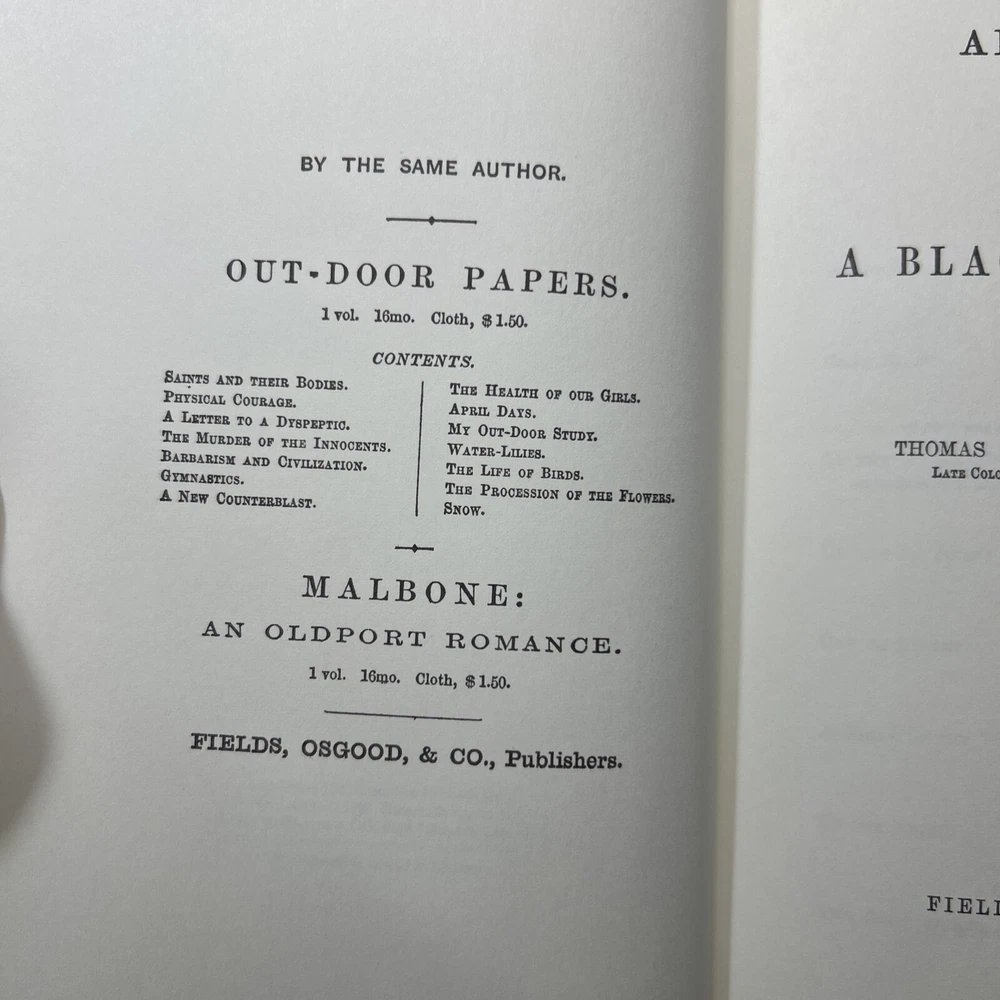 BY THE SAME AUTHOR.
OUT-DOOR PAPERS.
1 vol. 16mo. Cloth, $1.50.
CONTENTS.
SAINTS AND THEIR BODIES.
PHYSICAL COURAGE.
A LETTER TO A DYSPEPTIC.
THE MURDER OF THE INNOCENTS.
BARBARISM AND CIVILIZATION.
GYMNASTICS.
A NEW COUNTERBLAST.
THE HEALTH OF OUR GIRLS.
APRIL DAYS.
MY OUT-DOOR STUDY.
WATER-LILIES.
THE LIFE OF BIRDS.
THE PROCESSION OF THE FLOWERS.
SNOW.
MALBONE:
AN OLDPORT ROMANCE.
1 vol. 16mo. Cloth, $1.50.
FIELDS, OSGOOD, & CO., Publishers.
A BLA
THOMAS
LATE COLO
FIEL